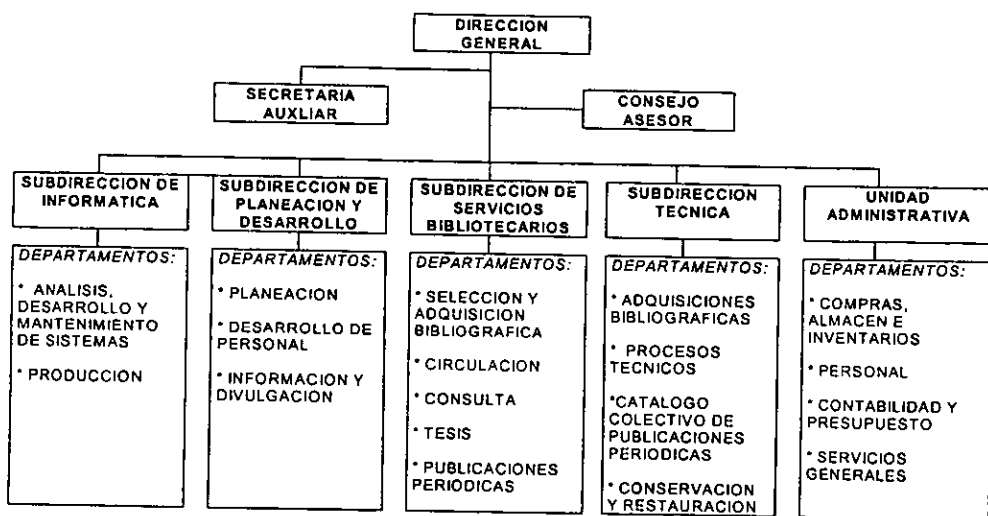 DIRECCION
GENERAL
SECRETARIA
AUXLIAR
CONSEJO
ASESOR
SUBDIRECCION DE
INFORMATICA
DEPARTAMENTOS:
* ANALISIS,
DESARROLLO Y
MANTENIMIENTO
DE SISTEMAS
* PRODUCCION
SUBDIRECCION DE
PLANEACION Y
DESARROLLO
DEPARTAMENTOS:
* PLANEACION
* DESARROLLO DE
PERSONAL
* INFORMACION Y
DIVULGACION
SUBDIRECCION DE
SERVICIOS
BIBLIOTECARIOS
DEPARTAMENTOS:
* SELECCION Y
ADQUISICION
BIBLIOGRAFICA
* CIRCULACION
* CONSULTA
* TESIS
* PUBLICACIONES
PERIODICAS
SUBDIRECCION
TECNICA
DEPARTAMENTOS:
* ADQUISICIONES
BIBLIOGRAFICAS
* PROCESOS
TECNICOS
*CATALOGO
COLECTIVO DE
PUBLICACIONES
PERIODICAS
* CONSERVACION
Y RESTAURACION
UNIDAD
ADMINISTRATIVA
DEPARTAMENTOS:
* COMPRAS,
ALMACEN E
INVENTARIOS
* PERSONAL
* CONTABILIDAD Y
PRESUPUESTO
* SERVICIOS
GENERALES